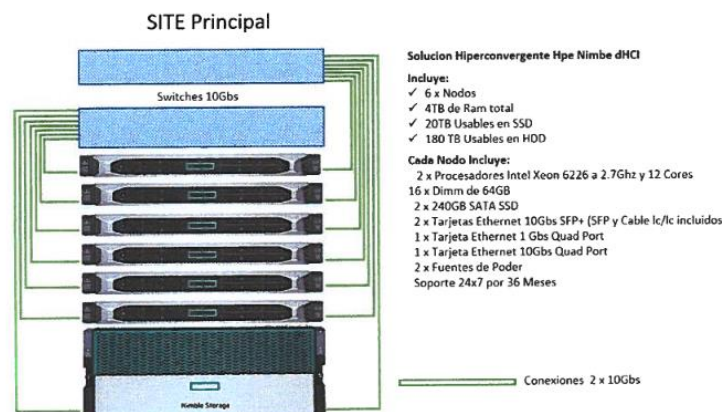 SITE Principal
Switches 10Gbs
Nimble Storage
Solucion Hiperconvergente Hpe Nimbe dHCI
Incluye:
✓ 6 x Nodos
✓ 4TB de Ram total
✓ 20TB Usables en SSD
✓ 180 TB Usables en HDD
Cada Nodo Incluye:
2 x Procesadores Intel Xeon 6226 a 2.7Ghz y 12 Cores
16 x Dimm de 64GB
2 x 240GB SATA SSD
2 x Tarjetas Ethernet 10Gbs SFP+ (SFP y Cable lc/lc incluidos
1 x Tarjeta Ethernet 1 Gbs Quad Port
1 x Tarjeta Ethernet 10Gbs Quad Port
2 x Fuentes de Poder
Soporte 24x7 por 36 Meses
Conexiones 2 x 10Gbs